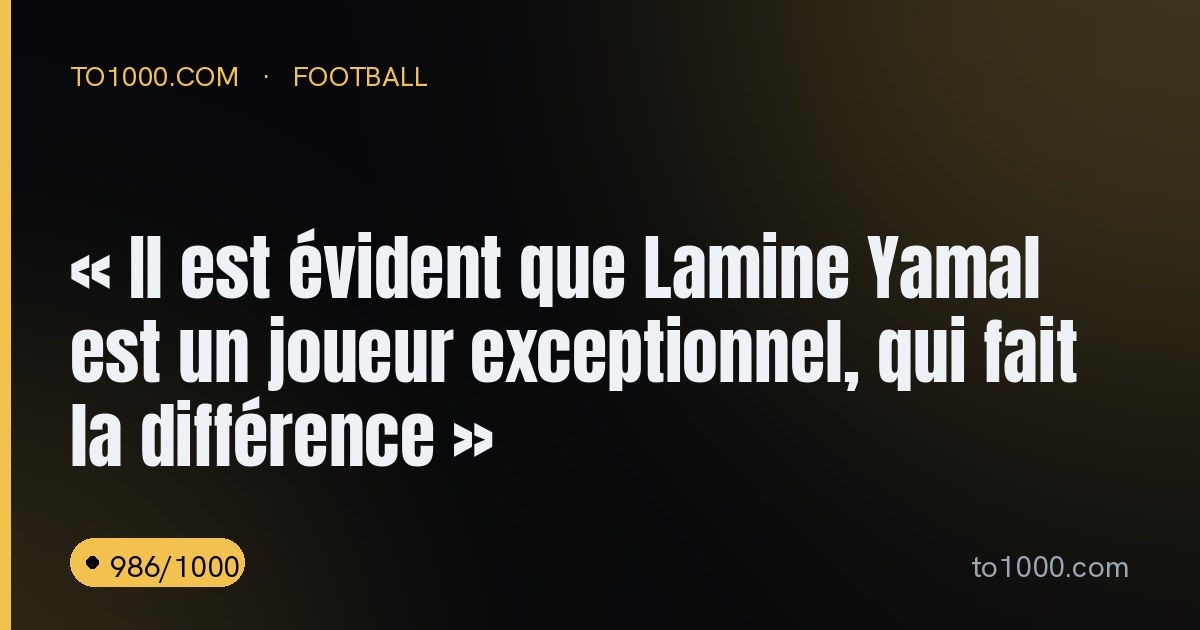 TO1000.COM · FOOTBALL
« Il est évident que Lamine Yamal
est un joueur exceptionnel, qui fait
la différence »
986/1000
to1000.com